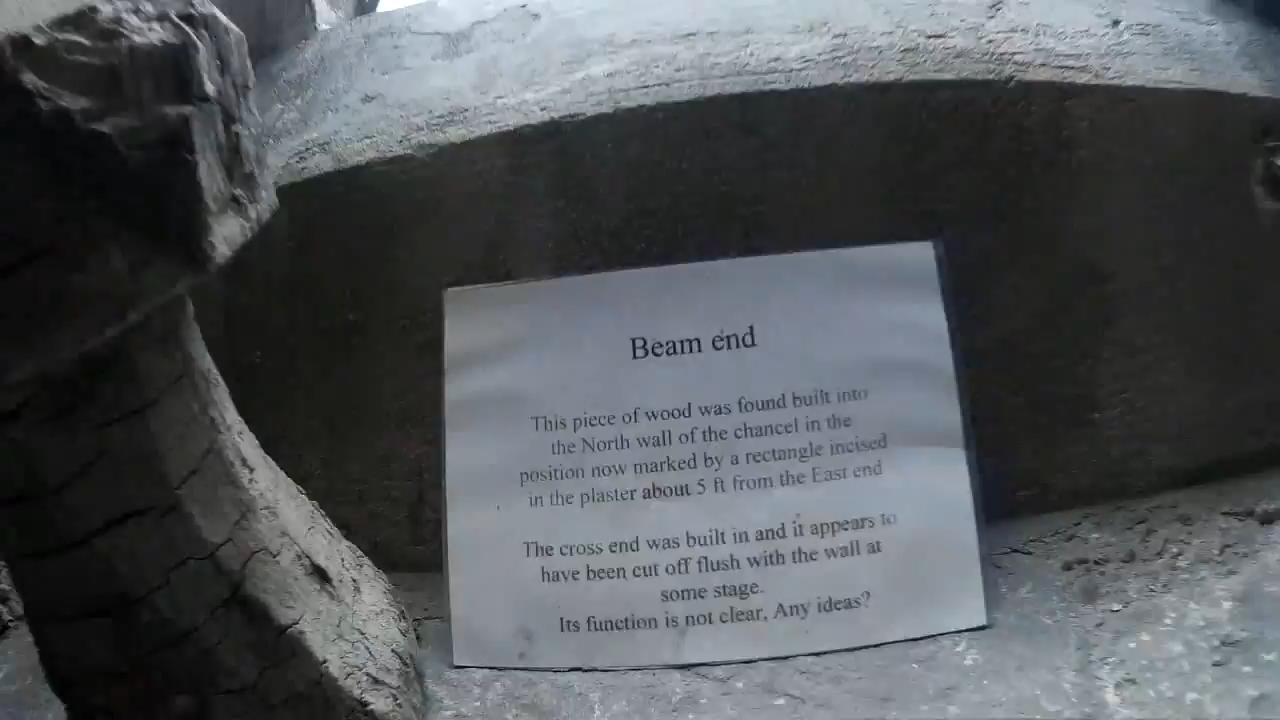 Beam end
This piece of wood was found built into
the North wall of the chancel in the
position now marked by a rectangle incised
in the plaster about 5 ft from the East end
The cross end was built in and it appears to
have been cut off flush with the wall at
some stage.
Its function is not clear, Any ideas?